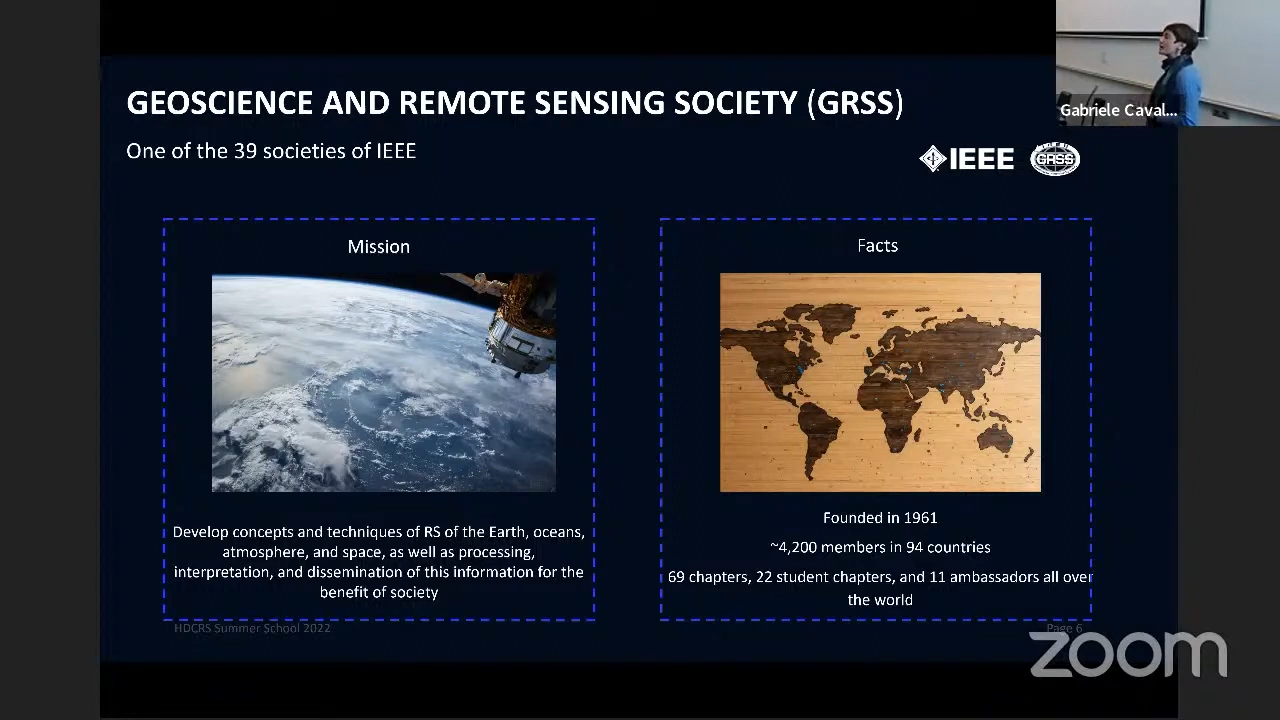 GEOSCIENCE AND REMOTE SENSING SOCIETY (GRSS)
Gabriele Caval...
One of the 39 societies of IEEE
IEEE GRSS
Mission
Facts
Develop concepts and techniques of RS of the Earth, oceans,
atmosphere, and space, as well as processing,
interpretation, and dissemination of this information for the
benefit of society
Founded in 1961
~4,200 members in 94 countries
69 chapters, 22 student chapters, and 11 ambassadors all over
the world
HDCRS Summer School 2022
Page 6
zoom